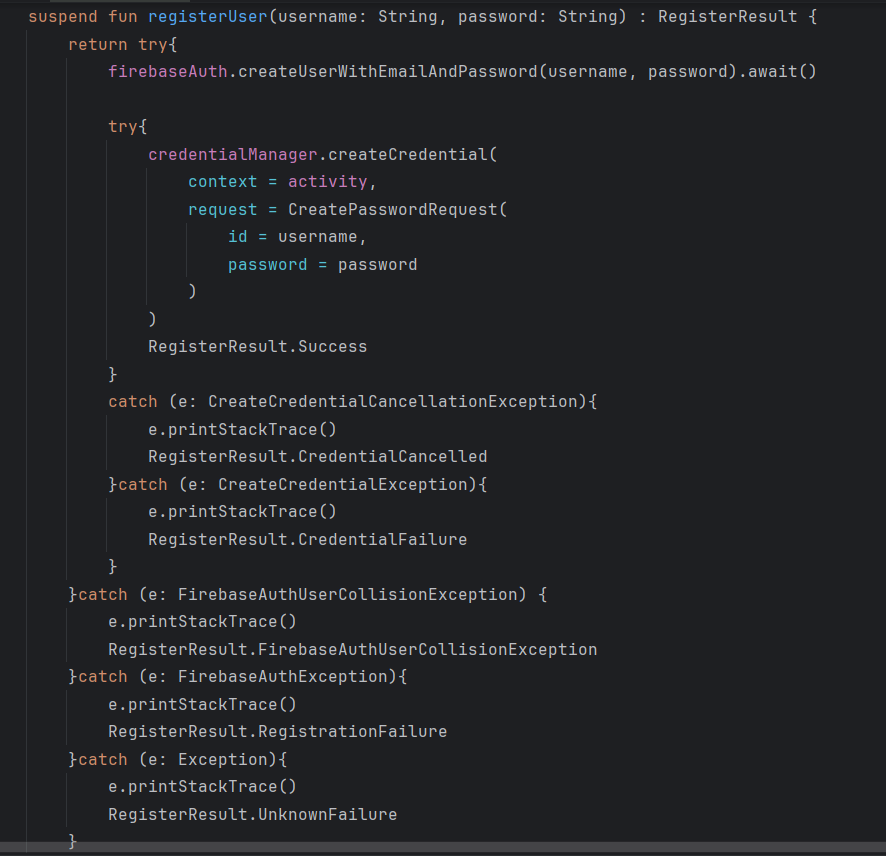 suspend fun registerUser(username: String, password: String) : RegisterResult {
return try{
firebaseAuth.createUserWithEmailAndPassword(username, password).await()
try{
credentialManager.createCredential(
context = activity,
request = CreatePasswordRequest(
id = username,
password = password
)
)
RegisterResult.Success
}
catch (e: CreateCredentialCancellationException){
e.printStackTrace()
RegisterResult.CredentialCancelled
}catch (e: CreateCredentialException){
e.printStackTrace()
RegisterResult.CredentialFailure
}
}catch (e: FirebaseAuthUserCollisionException) {
e.printStackTrace()
RegisterResult.FirebaseAuthUserCollisionException
}catch (e: FirebaseAuthException){
e.printStackTrace()
RegisterResult.RegistrationFailure
}catch (e: Exception){
e.printStackTrace()
RegisterResult.UnknownFailure
}